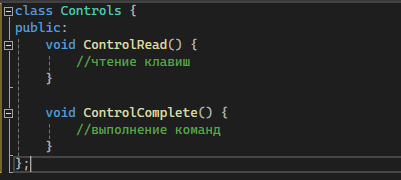 class Controls {
public:
    void ControlRead() {
        //чтение клавиш
    }

    void ControlComplete() {
        //выполнение команд
    }
};